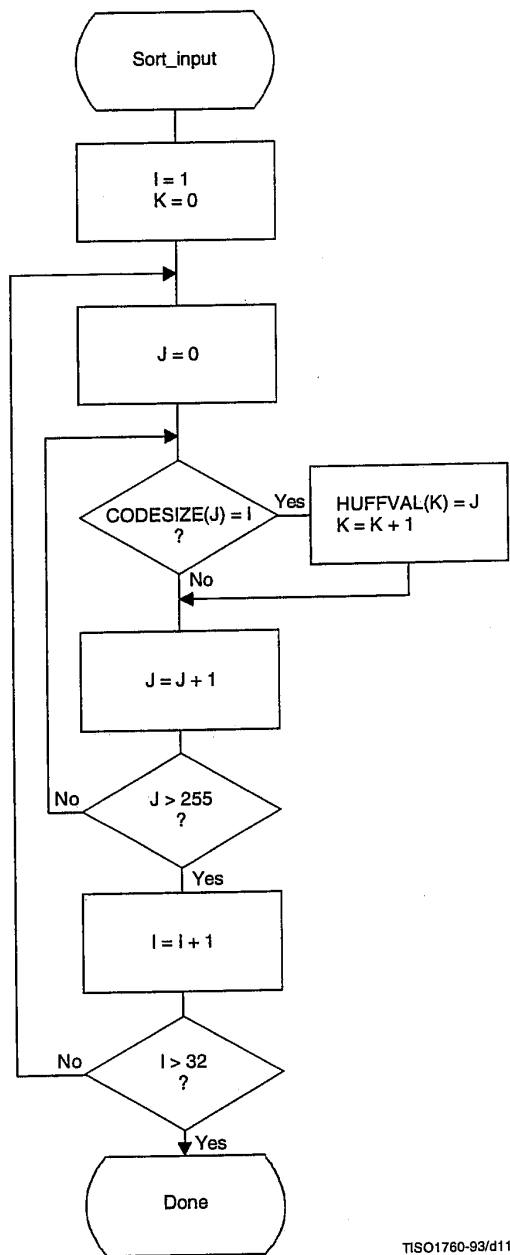 Sort_input
I = 1
K = 0
J = 0
CODESIZE(J) = I
?
Yes
HUFFVAL(K) = J
K = K + 1
No
J = J + 1
J > 255
?
No
Yes
I = I + 1
I > 32
?
No
Yes
Done
TISO1760-93/d11